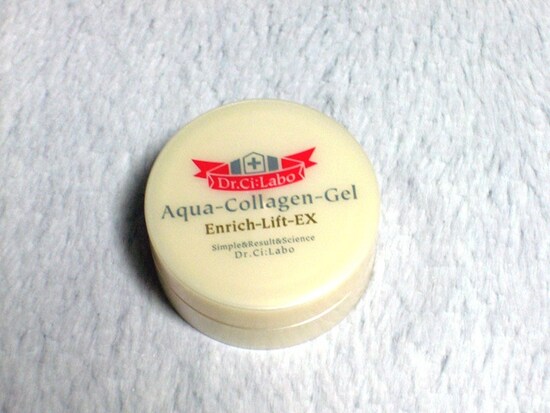 Dr.Ci:Labo
Aqua-Collagen-Gel
Enrich-Lift-EX
Simple&Result&Science
Dr.Ci:Labo